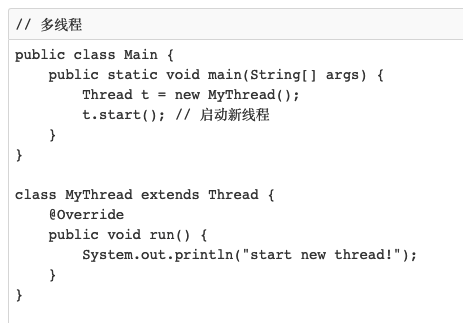 // 多线程
public class Main {
    public static void main(String[] args) {
        Thread t = new MyThread();
        t.start(); // 启动新线程
    }
}

class MyThread extends Thread {
    @Override
    public void run() {
        System.out.println("start new thread!");
    }
}